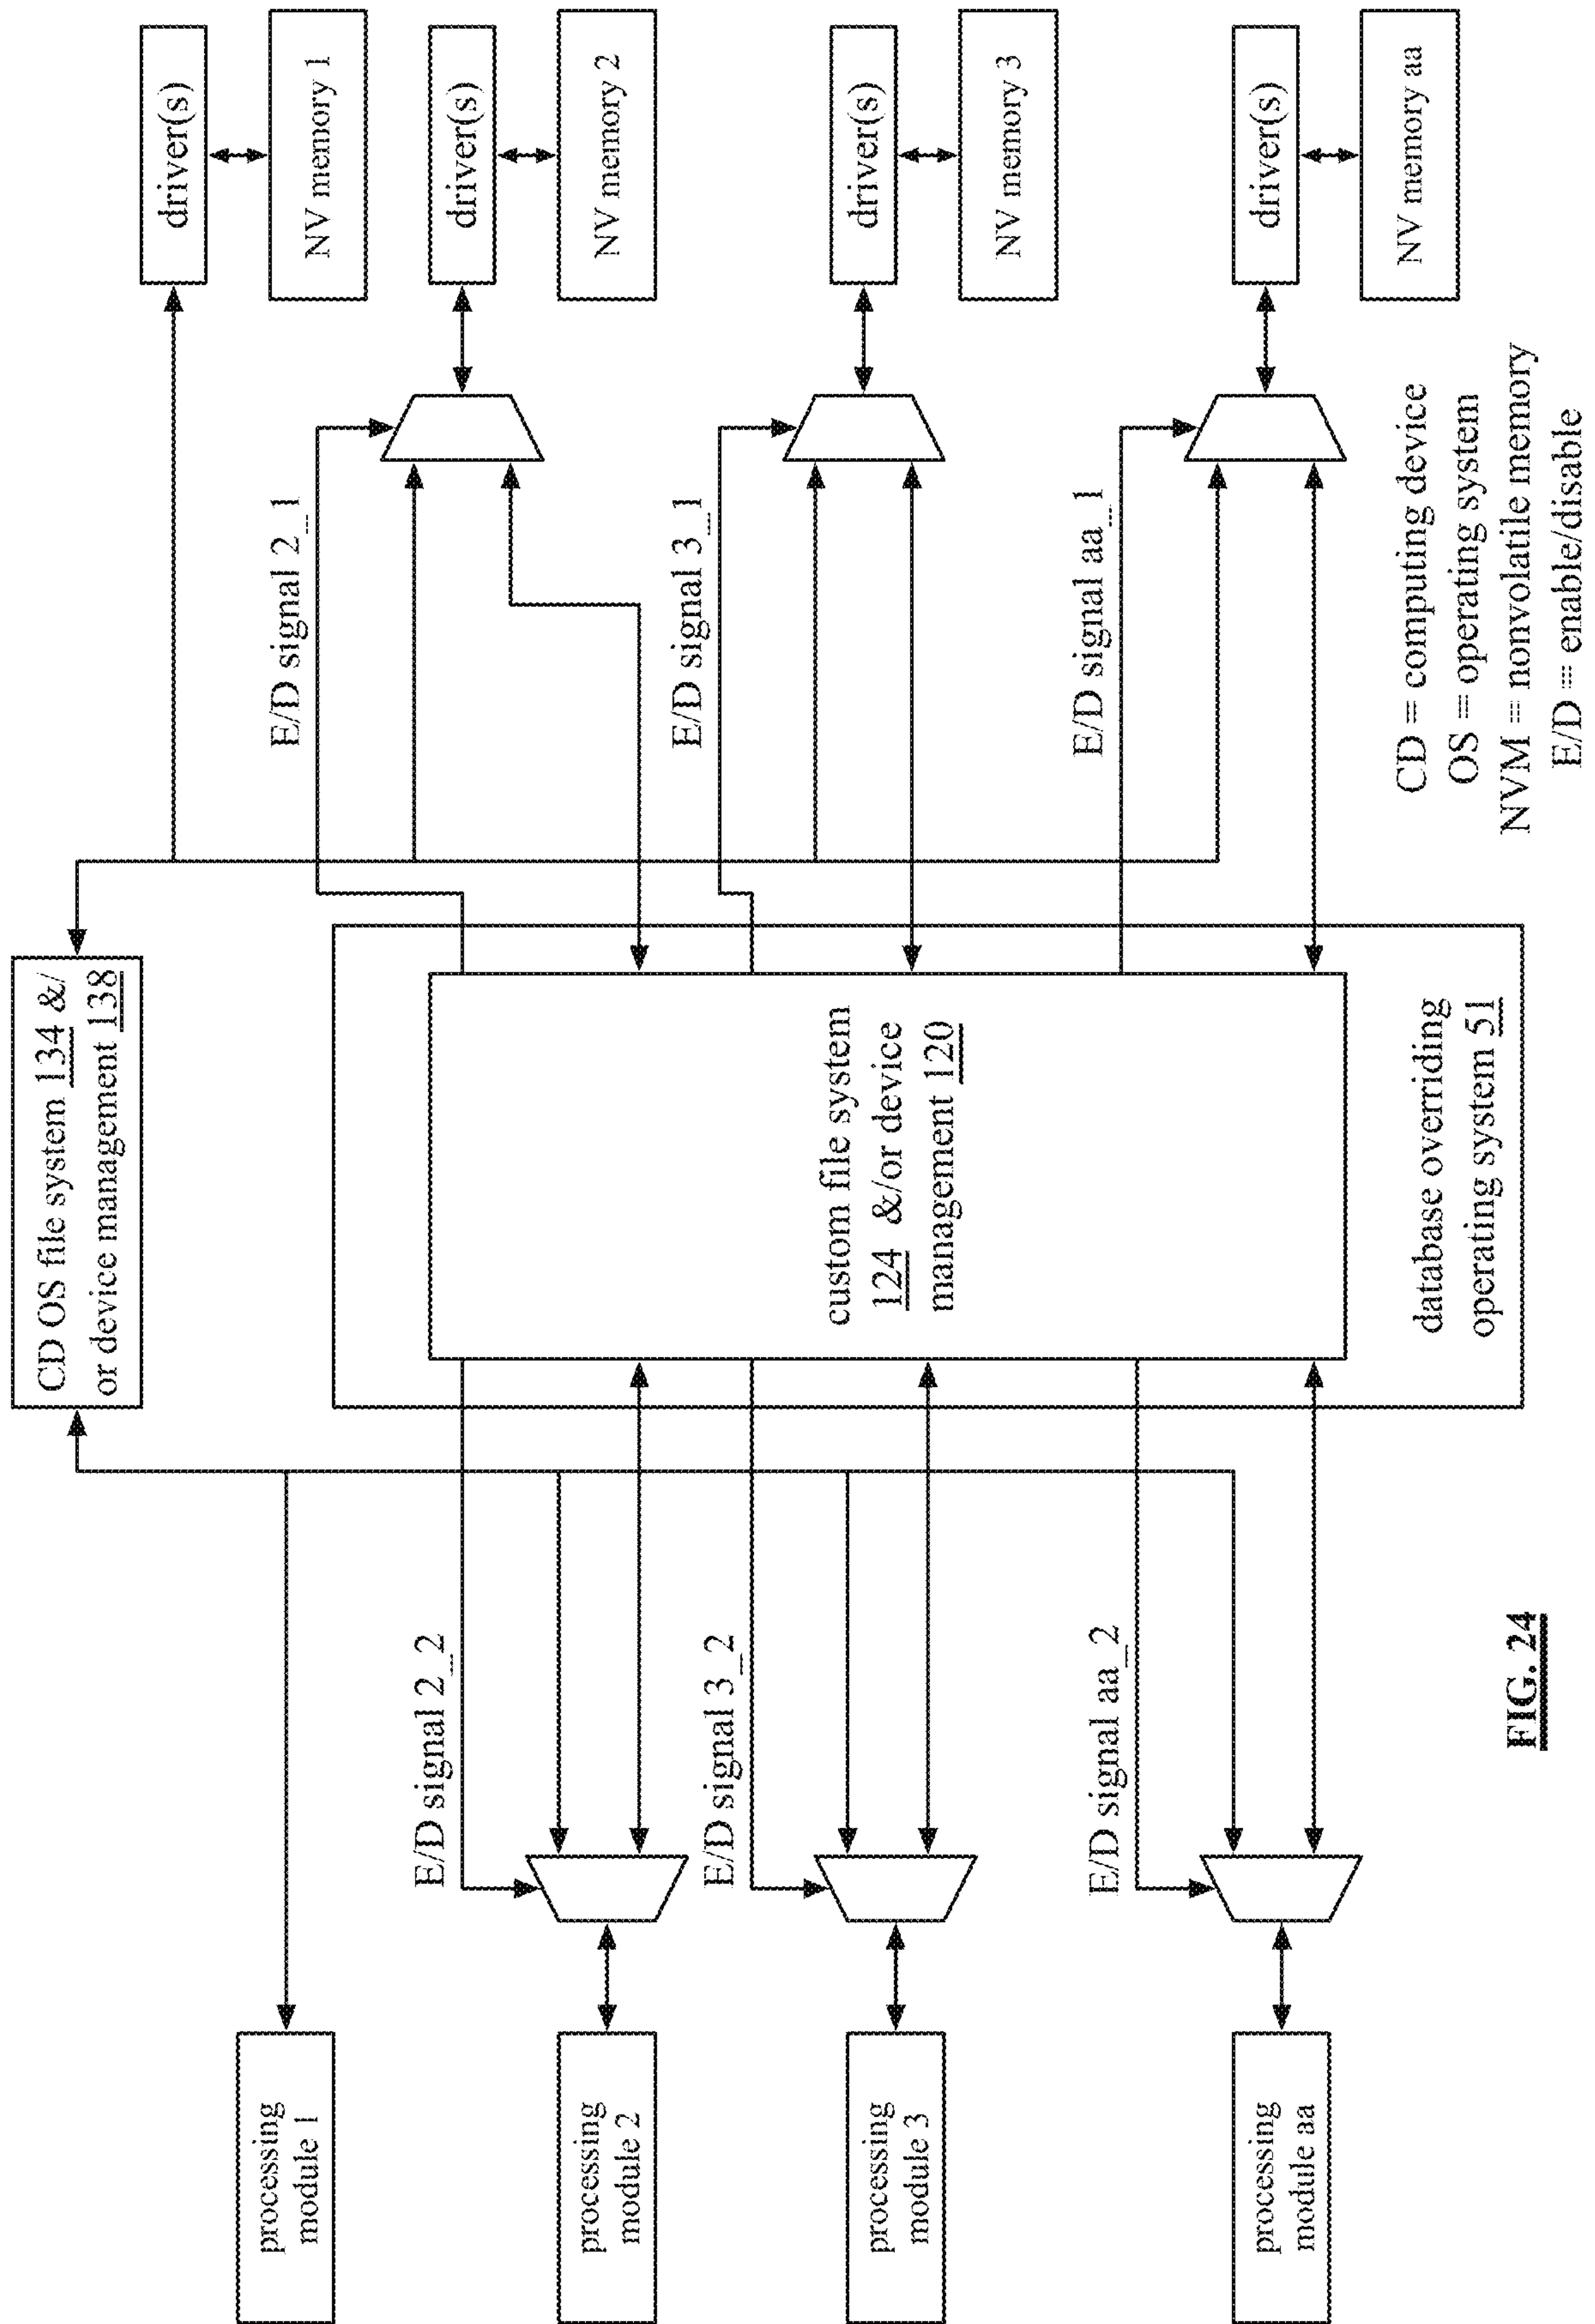 CD OS file system 134 &/
or device management 138
driver(s)
NV memory 1
driver(s)
NV memory 2
driver(s)
NV memory 3
driver(s)
NV memory aa
E/D signal 2_1
E/D signal 3_1
E/D signal aa_1
custom file system
124 &/or device
management 120
database overriding
operating system 51
E/D signal 2_2
E/D signal 3_2
E/D signal aa_2
processing
module 1
processing
module 2
processing
module 3
processing
module aa
CD = computing device
OS = operating system
NVM = nonvolatile memory
E/D = enable/disable
FIG. 24